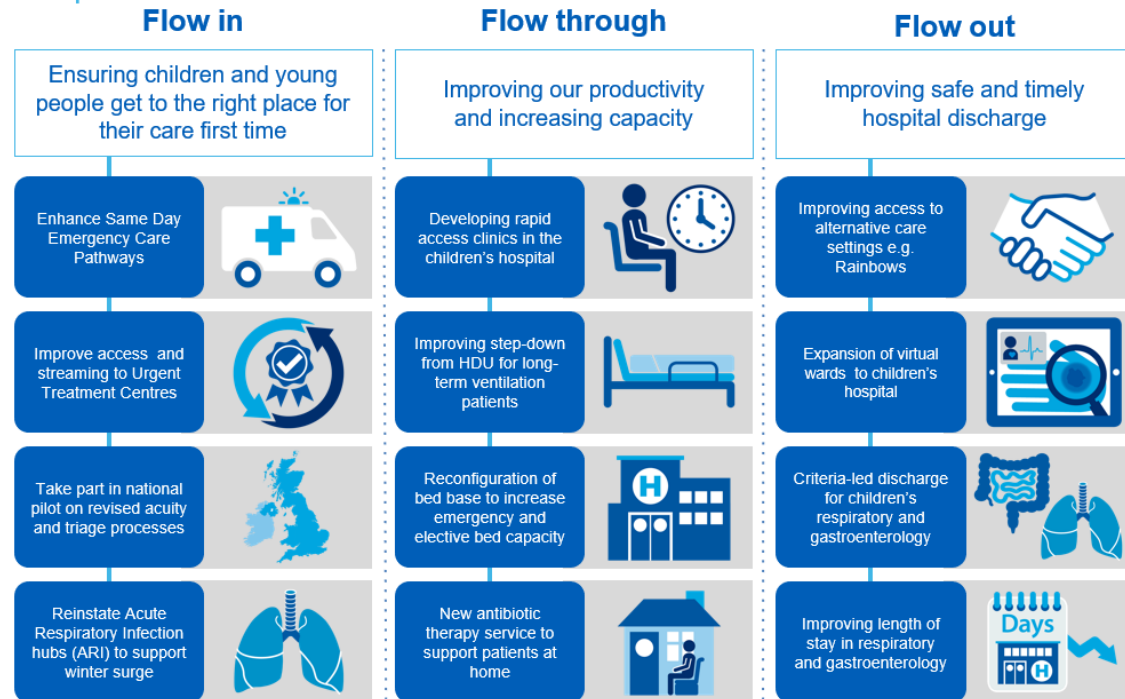 Flow in
Ensuring children and young
people get to the right place for
their care first time
Enhance Same Day
Emergency Care
Pathways
Improve access and
streaming to Urgent
Treatment Centres
Take part in national
pilot on revised acuity
and triage processes
Reinstate Acute
Respiratory Infection
hubs (ARI) to support
winter surge
Flow through
Improving our productivity
and increasing capacity
Developing rapid
access clinics in the
children’s hospital
Improving step-down
from HDU for long-
term ventilation
patients
Reconfiguration of
bed base to increase
emergency and
elective bed capacity
H
New antibiotic
therapy service to
support patients at
home
Flow out
Improving safe and timely
hospital discharge
Improving access to
alternative care
settings e.g.
Rainbows
Expansion of virtual
wards to children’s
hospital
Criteria-led discharge
for children’s
respiratory and
gastroenterology
Improving length of
stay in respiratory
and gastroenterology
Days
H